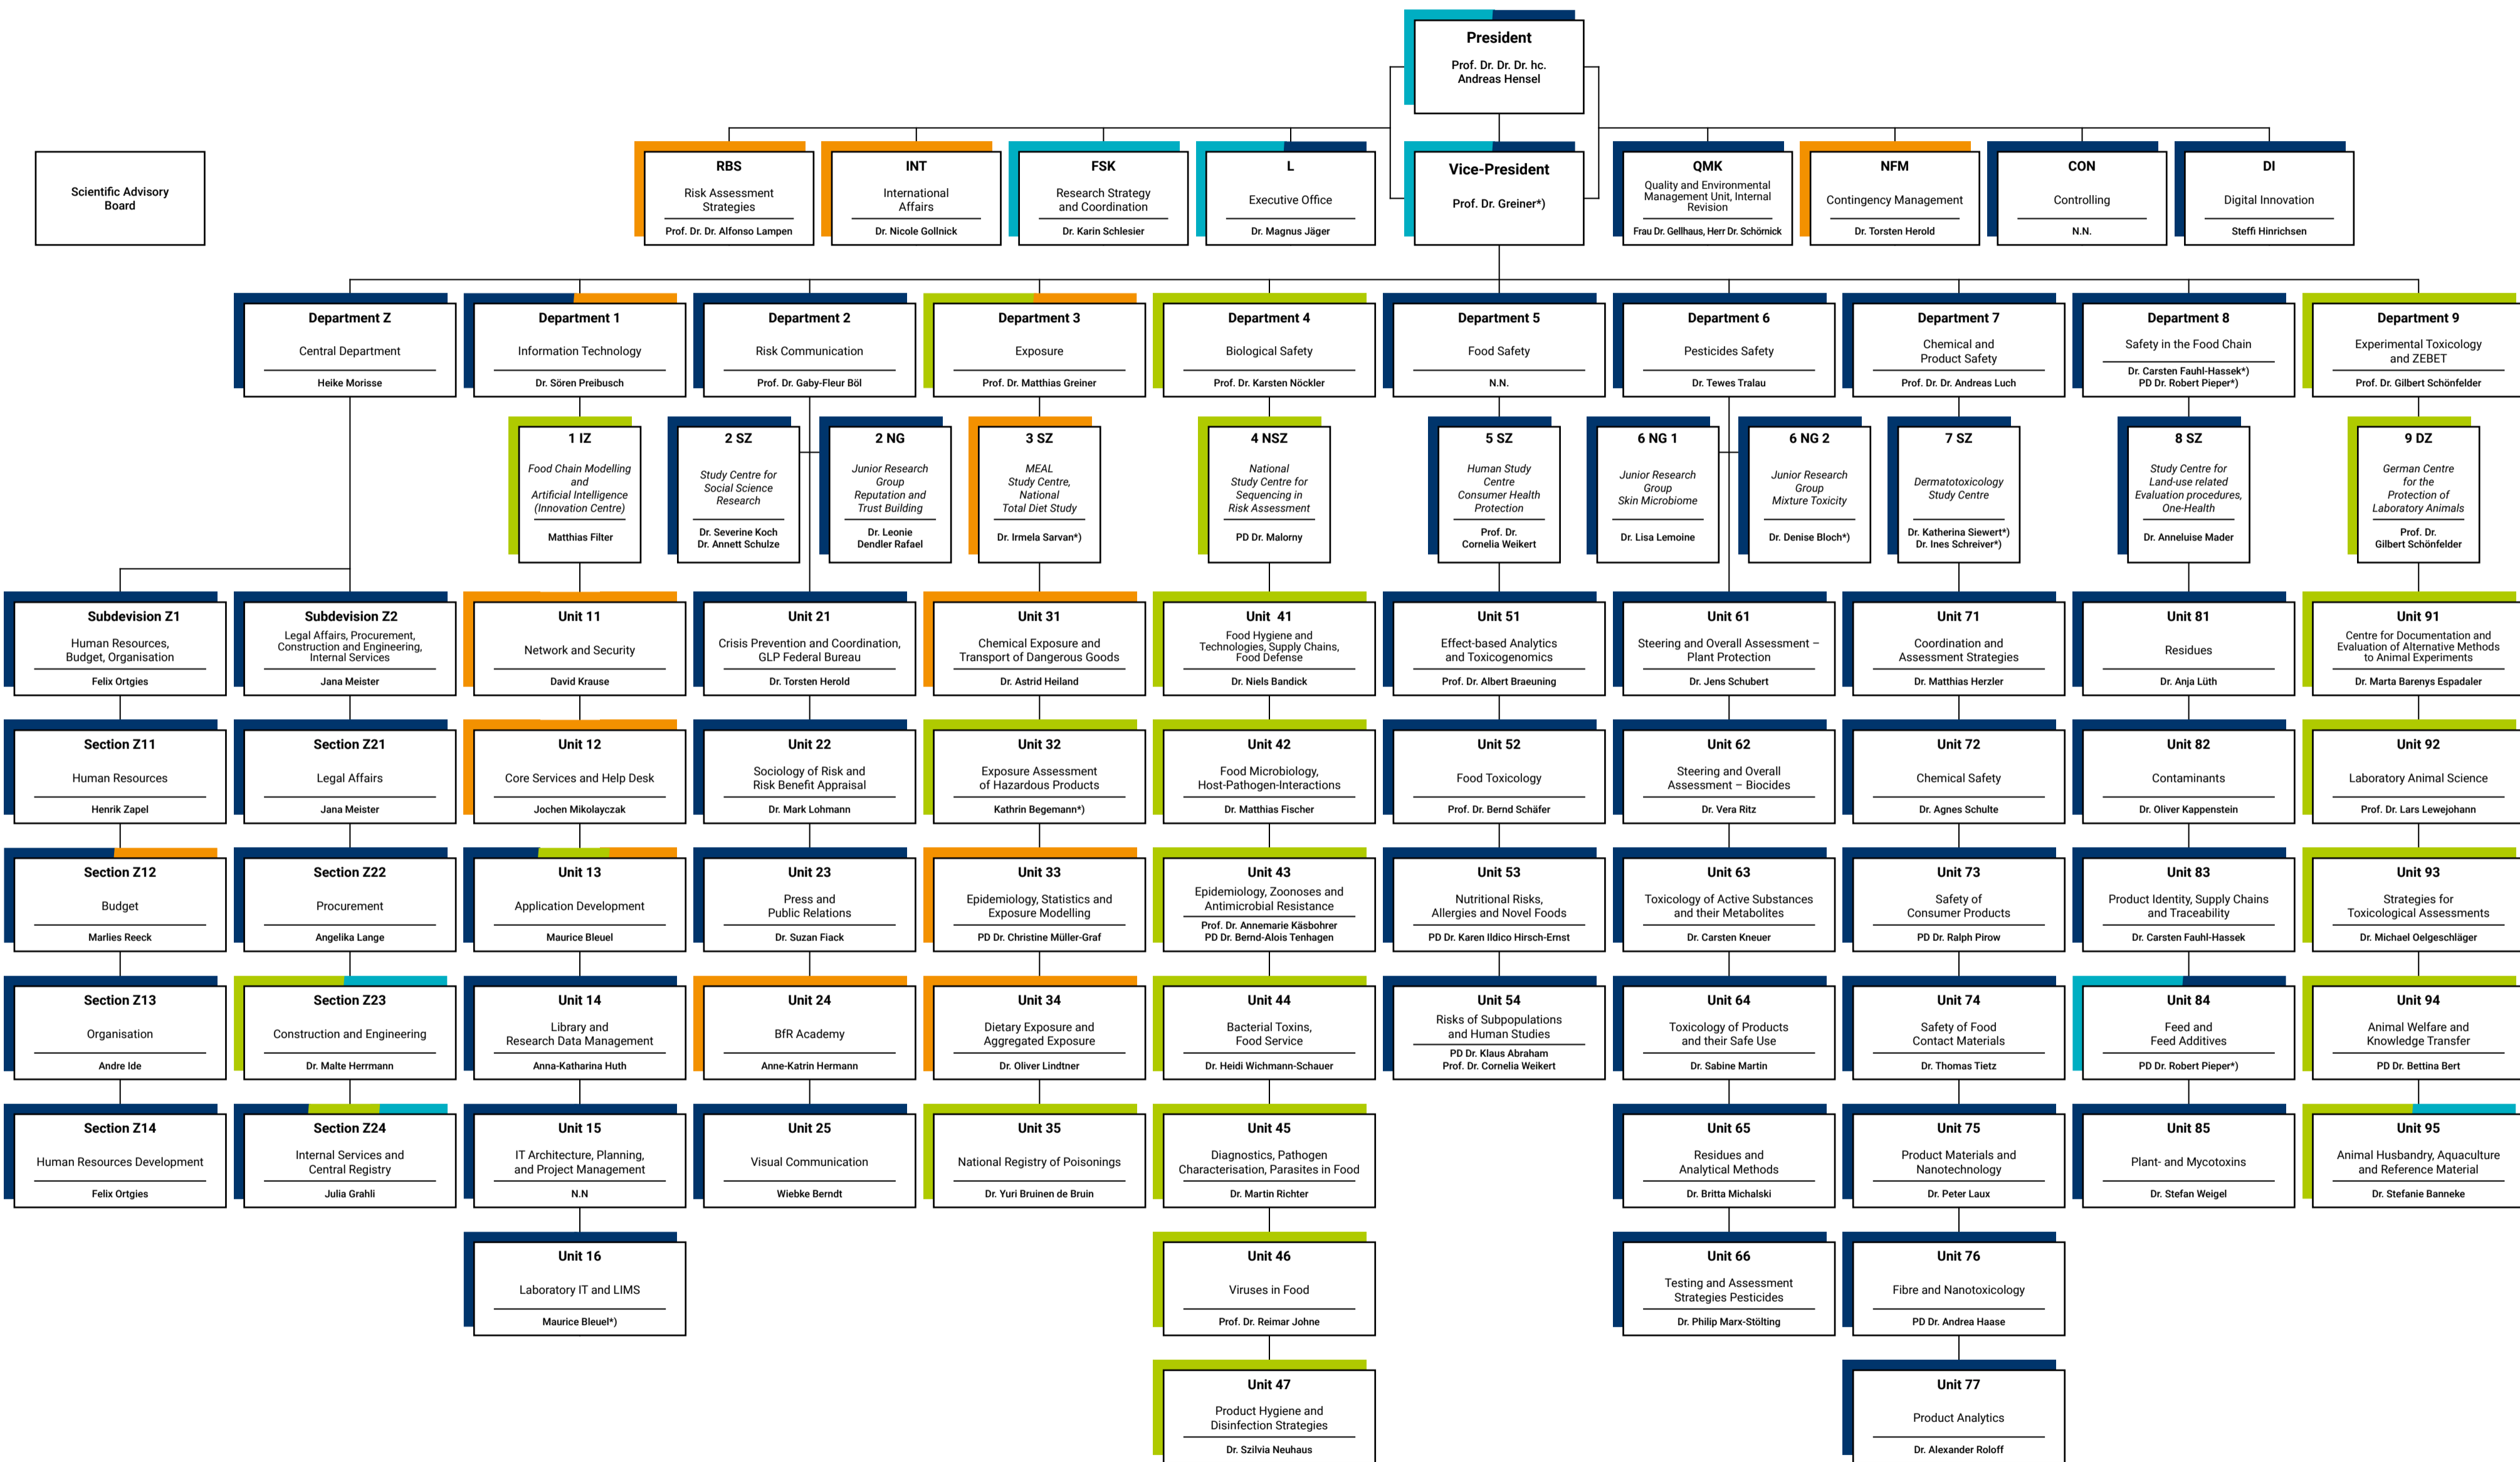 President
Prof. Dr. Dr. Dr. hc.
Andreas Hensel
Scientific Advisory
Board
RBS
Risk Assessment
Strategies
Prof. Dr. Dr. Alfonso Lampen
INT
International
Affairs
Dr. Nicole Gollnick
FSK
Research Strategy
and Coordination
Dr. Karin Schlesier
L
Executive Office
Dr. Magnus Jäger
Vice-President
Prof. Dr. Greiner*)
QMK
Quality and Environmental
Management Unit, Internal
Revision
Frau Dr. Gellhaus, Herr Dr. Schörnick
NFM
Contingency Management
Dr. Torsten Herold
CON
Controlling
N.N.
DI
Digital Innovation
Steffi Hinrichsen
Department Z
Central Department
Heike Morisse
Department 1
Information Technology
Dr. Sören Preibusch
Department 2
Risk Communication
Prof. Dr. Gaby-Fleur Böl
Department 3
Exposure
Prof. Dr. Matthias Greiner
Department 4
Biological Safety
Prof. Dr. Karsten Nöckler
Department 5
Food Safety
N.N.
Department 6
Pesticides Safety
Dr. Tewes Tralau
Department 7
Chemical and
Product Safety
Prof. Dr. Dr. Andreas Luch
Department 8
Safety in the Food Chain
Dr. Carsten Fauhl-Hassek*)
PD Dr. Robert Pieper*)
Department 9
Experimental Toxicology
and ZEBET
Prof. Dr. Gilbert Schönfelder
1 IZ
Food Chain Modelling
and
Artificial Intelligence
(Innovation Centre)
Matthias Filter
2 SZ
Study Centre for
Social Science
Research
Dr. Severine Koch
Dr. Annett Schulze
2 NG
Junior Research
Group
Reputation and
Trust Building
Dr. Leonie
Dendler Rafael
3 SZ
MEAL
Study Centre,
National
Total Diet Study
Dr. Irmela Sarvan*)
4 NSZ
National
Study Centre for
Sequencing in
Risk Assessment
PD Dr. Malorny
5 SZ
Human Study
Centre
Consumer Health
Protection
Prof. Dr.
Cornelia Weikert
6 NG 1
Junior Research
Group
Skin Microbiome
Dr. Lisa Lemoine
6 NG 2
Junior Research
Group
Mixture Toxicity
Dr. Denise Bloch*)
7 SZ
Dermatotoxicology
Study Centre
Dr. Katherina Siewert*)
Dr. Ines Schreiver*)
8 SZ
Study Centre for
Land-use related
Evaluation procedures,
One-Health
Dr. Anneluise Mader
9 DZ
German Centre
for the
Protection of
Laboratory Animals
Prof. Dr.
Gilbert Schönfelder
Subdevision Z1
Human Resources,
Budget, Organisation
Felix Ortgies
Subdevision Z2
Legal Affairs, Procurement,
Construction and Engineering,
Internal Services
Jana Meister
Unit 11
Network and Security
David Krause
Unit 21
Crisis Prevention and Coordination,
GLP Federal Bureau
Dr. Torsten Herold
Unit 31
Chemical Exposure and
Transport of Dangerous Goods
Dr. Astrid Heiland
Unit 41
Food Hygiene and
Technologies, Supply Chains,
Food Defense
Dr. Niels Bandick
Unit 51
Effect-based Analytics
and Toxicogenomics
Prof. Dr. Albert Braeuning
Unit 61
Steering and Overall Assessment –
Plant Protection
Dr. Jens Schubert
Unit 71
Coordination and
Assessment Strategies
Dr. Matthias Herzler
Unit 81
Residues
Dr. Anja Lüth
Unit 91
Centre for Documentation and
Evaluation of Alternative Methods
to Animal Experiments
Dr. Marta Barenys Espadaler
Section Z11
Human Resources
Henrik Zapel
Section Z21
Legal Affairs
Jana Meister
Unit 12
Core Services and Help Desk
Jochen Mikolayczak
Unit 22
Sociology of Risk and
Risk Benefit Appraisal
Dr. Mark Lohmann
Unit 32
Exposure Assessment
of Hazardous Products
Kathrin Begemann*)
Unit 42
Food Microbiology,
Host-Pathogen-Interactions
Dr. Matthias Fischer
Unit 52
Food Toxicology
Prof. Dr. Bernd Schäfer
Unit 62
Steering and Overall
Assessment – Biocides
Dr. Vera Ritz
Unit 72
Chemical Safety
Dr. Agnes Schulte
Unit 82
Contaminants
Dr. Oliver Kappenstein
Unit 92
Laboratory Animal Science
Prof. Dr. Lars Lewejohann
Section Z12
Budget
Marlies Reeck
Section Z22
Procurement
Angelika Lange
Unit 13
Application Development
Maurice Bleuel
Unit 23
Press and
Public Relations
Dr. Suzan Fiack
Unit 33
Epidemiology, Statistics and
Exposure Modelling
PD Dr. Christine Müller-Graf
Unit 43
Epidemiology, Zoonoses and
Antimicrobial Resistance
Prof. Dr. Annemarie Käsbohrer
PD Dr. Bernd-Alois Tenhagen
Unit 53
Nutritional Risks,
Allergies and Novel Foods
PD Dr. Karen Ildico Hirsch-Ernst
Unit 63
Toxicology of Active Substances
and their Metabolites
Dr. Carsten Kneuer
Unit 73
Safety of
Consumer Products
PD Dr. Ralph Pirow
Unit 83
Product Identity, Supply Chains
and Traceability
Dr. Carsten Fauhl-Hassek
Unit 93
Strategies for
Toxicological Assessments
Dr. Michael Oelgeschläger
Section Z13
Organisation
Andre Ide
Section Z23
Construction and Engineering
Dr. Malte Herrmann
Unit 14
Library and
Research Data Management
Anna-Katharina Huth
Unit 24
BfR Academy
Anne-Katrin Hermann
Unit 34
Dietary Exposure and
Aggregated Exposure
Dr. Oliver Lindtner
Unit 44
Bacterial Toxins,
Food Service
Dr. Heidi Wichmann-Schauer
Unit 54
Risks of Subpopulations
and Human Studies
PD Dr. Klaus Abraham
Prof. Dr. Cornelia Weikert
Unit 64
Toxicology of Products
and their Safe Use
Dr. Sabine Martin
Unit 74
Safety of Food
Contact Materials
Dr. Thomas Tietz
Unit 84
Feed and
Feed Additives
PD Dr. Robert Pieper*)
Unit 94
Animal Welfare and
Knowledge Transfer
PD Dr. Bettina Bert
Section Z14
Human Resources Development
Felix Ortgies
Section Z24
Internal Services and
Central Registry
Julia Grahli
Unit 15
IT Architecture, Planning,
and Project Management
N.N
Unit 25
Visual Communication
Wiebke Berndt
Unit 35
National Registry of Poisonings
Dr. Yuri Bruinen de Bruin
Unit 45
Diagnostics, Pathogen
Characterisation, Parasites in Food
Dr. Martin Richter
Unit 65
Residues and
Analytical Methods
Dr. Britta Michalski
Unit 75
Product Materials and
Nanotechnology
Dr. Peter Laux
Unit 85
Plant- and Mycotoxins
Dr. Stefan Weigel
Unit 95
Animal Husbandry, Aquaculture
and Reference Material
Dr. Stefanie Banneke
Unit 16
Laboratory IT and LIMS
Maurice Bleuel*)
Unit 46
Viruses in Food
Prof. Dr. Reimar Johne
Unit 66
Testing and Assessment
Strategies Pesticides
Dr. Philip Marx-Stölting
Unit 76
Fibre and Nanotoxicology
PD Dr. Andrea Haase
Unit 47
Product Hygiene and
Disinfection Strategies
Dr. Szilvia Neuhaus
Unit 77
Product Analytics
Dr. Alexander Roloff